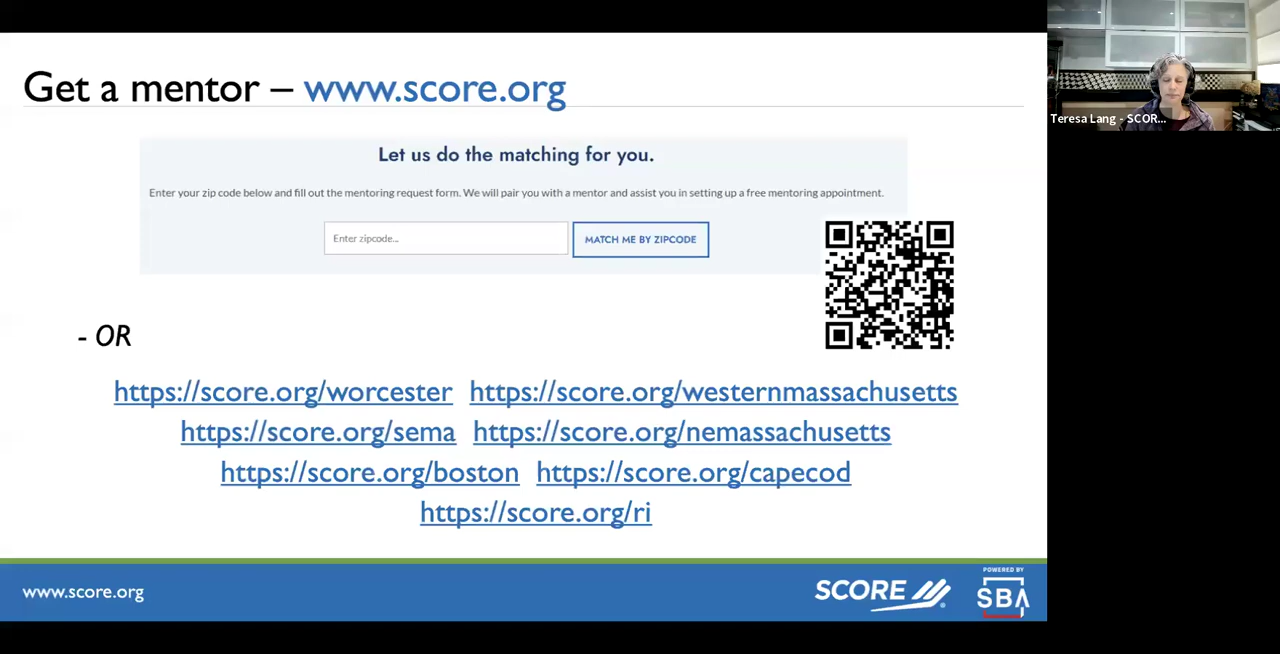 Get a mentor – www.score.org
Let us do the matching for you.
Enter your zip code below and fill out the mentoring request form. We will pair you with a mentor and assist you in setting up a free mentoring appointment.
Enter zipcode...
MATCH ME BY ZIPCODE
- OR
https://score.org/worcester https://score.org/westernmassachusetts
https://score.org/sema https://score.org/nemassachusetts
https://score.org/boston https://score.org/capecod
https://score.org/ri
www.score.org
SCORE
POWERED BY
SBA
Teresa Lang - SCOR...